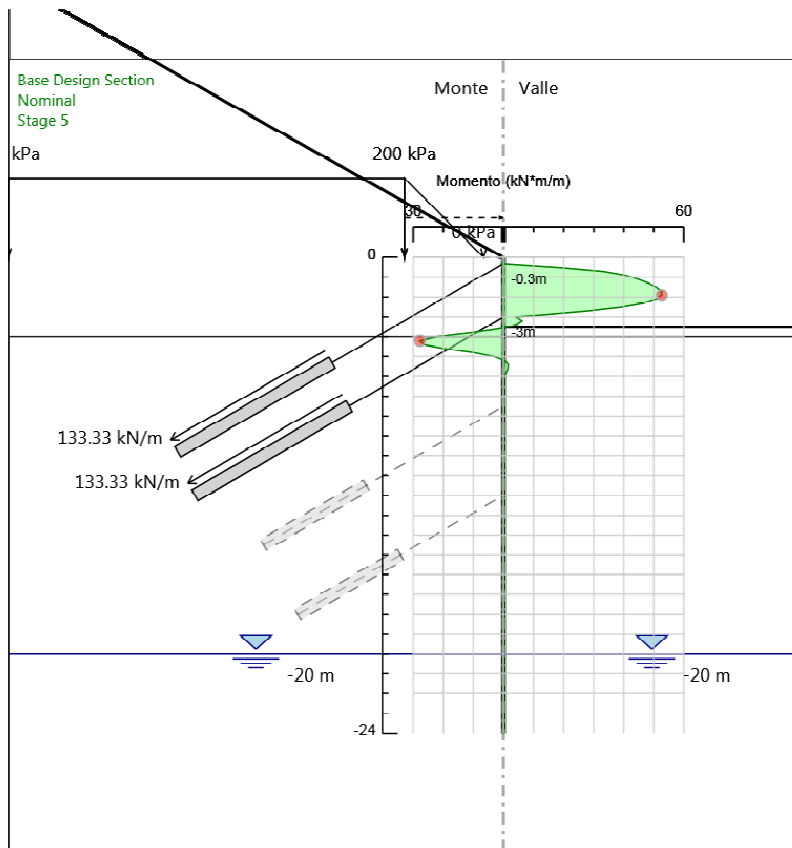 Base Design Section
Nominal
Stage 5
Monte
Valle
kPa
200 kPa
Momento (kN*m/m)
30
60
0 kPa
0
-0.3m
-3m
133.33 kN/m
133.33 kN/m
-20 m
-20 m
-24